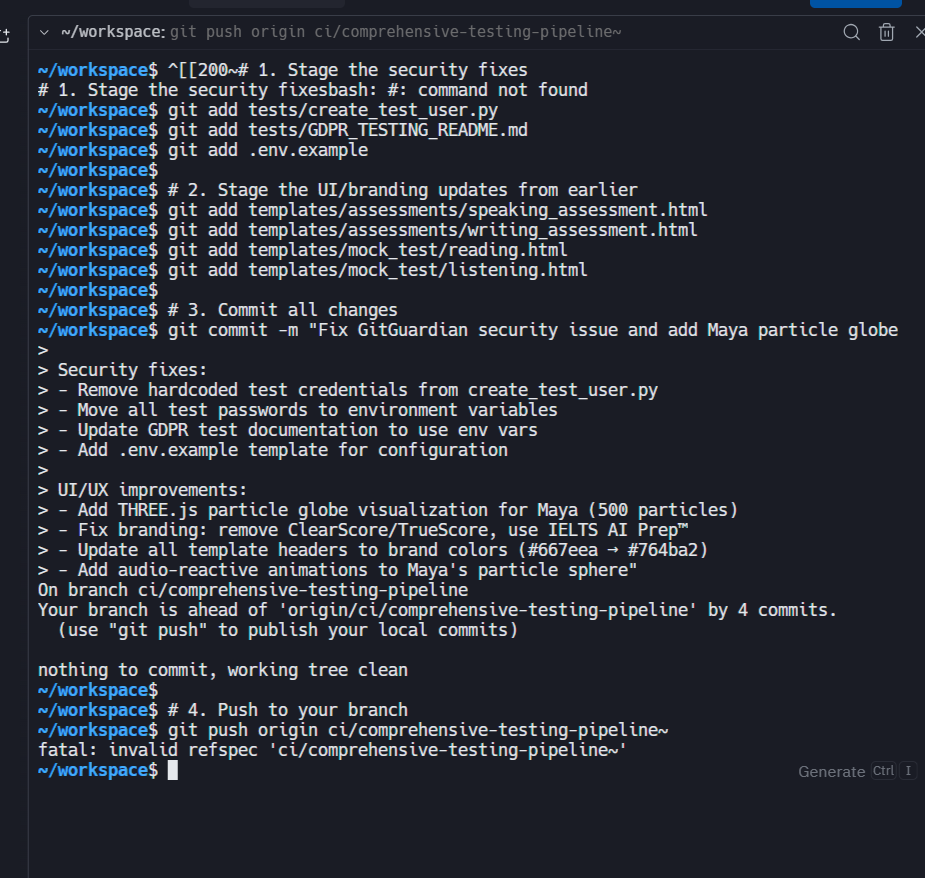 ~/workspace: git push origin ci/comprehensive-testing-pipeline~
~/workspace$ ^[[200~# 1. Stage the security fixes
# 1. Stage the security fixesbash: #: command not found
~/workspace$ git add tests/create_test_user.py
~/workspace$ git add tests/GDPR_TESTING_README.md
~/workspace$ git add .env.example
~/workspace$
~/workspace$ # 2. Stage the UI/branding updates from earlier
~/workspace$ git add templates/assessments/speaking_assessment.html
~/workspace$ git add templates/assessments/writing_assessment.html
~/workspace$ git add templates/mock_test/reading.html
~/workspace$ git add templates/mock_test/listening.html
~/workspace$
~/workspace$ # 3. Commit all changes
~/workspace$ git commit -m "Fix GitGuardian security issue and add Maya particle globe
>
> Security fixes:
> - Remove hardcoded test credentials from create_test_user.py
> - Move all test passwords to environment variables
> - Update GDPR test documentation to use env vars
> - Add .env.example template for configuration
>
> UI/UX improvements:
> - Add THREE.js particle globe visualization for Maya (500 particles)
> - Fix branding: remove ClearScore/TrueScore, use IELTS AI Prep™
> - Update all template headers to brand colors (#667eea → #764ba2)
> - Add audio-reactive animations to Maya's particle sphere"
On branch ci/comprehensive-testing-pipeline
Your branch is ahead of 'origin/ci/comprehensive-testing-pipeline' by 4 commits.
  (use "git push" to publish your local commits)

nothing to commit, working tree clean
~/workspace$
~/workspace$ # 4. Push to your branch
~/workspace$ git push origin ci/comprehensive-testing-pipeline~
fatal: invalid refspec 'ci/comprehensive-testing-pipeline~'
~/workspace$
Generate Ctrl I